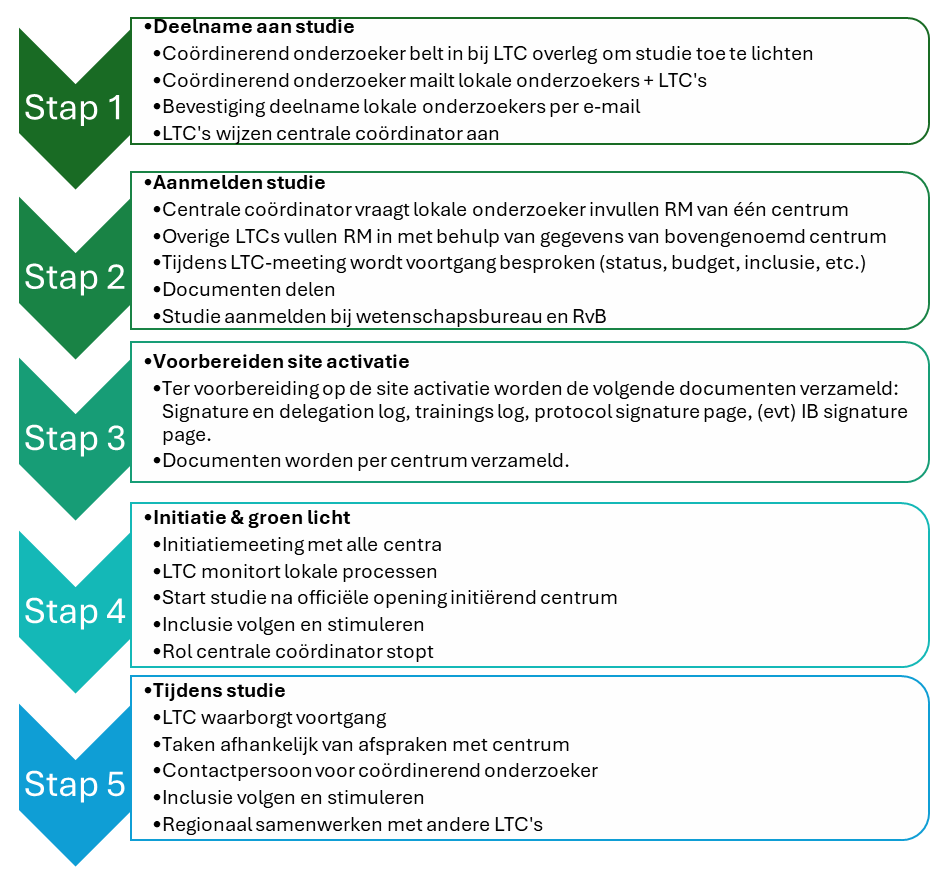 Stap 1
•Deelname aan studie
•Coördinerend onderzoeker belt in bij LTC overleg om studie toe te lichten
•Coördinerend onderzoeker mailt lokale onderzoekers + LTC's
•Bevestiging deelname lokale onderzoekers per e-mail
•LTC's wijzen centrale coördinator aan
Stap 2
•Aanmelden studie
•Centrale coördinator vraagt lokale onderzoeker invullen RM van één centrum
•Overige LTCs vullen RM in met behulp van gegevens van bovengenoemd centrum
•Tijdens LTC-meeting wordt voortgang besproken (status, budget, inclusie, etc.)
•Documenten delen
•Studie aanmelden bij wetenschapsbureau en RvB
Stap 3
•Voorbereiden site activatie
•Ter voorbereiding op de site activatie worden de volgende documenten verzameld:
Signature en delegation log, trainings log, protocol signature page, (evt) IB signature
page.
•Documenten worden per centrum verzameld.
Stap 4
•Initiatie & groen licht
•Initiatiemeeting met alle centra
•LTC monitort lokale processen
•Start studie na officiële opening initiërend centrum
•Inclusie volgen en stimuleren
•Rol centrale coördinator stopt
Stap 5
•Tijdens studie
•LTC waarborgt voortgang
•Taken afhankelijk van afspraken met centrum
•Contactpersoon voor coördinerend onderzoeker
•Inclusie volgen en stimuleren
•Regionaal samenwerken met andere LTC's